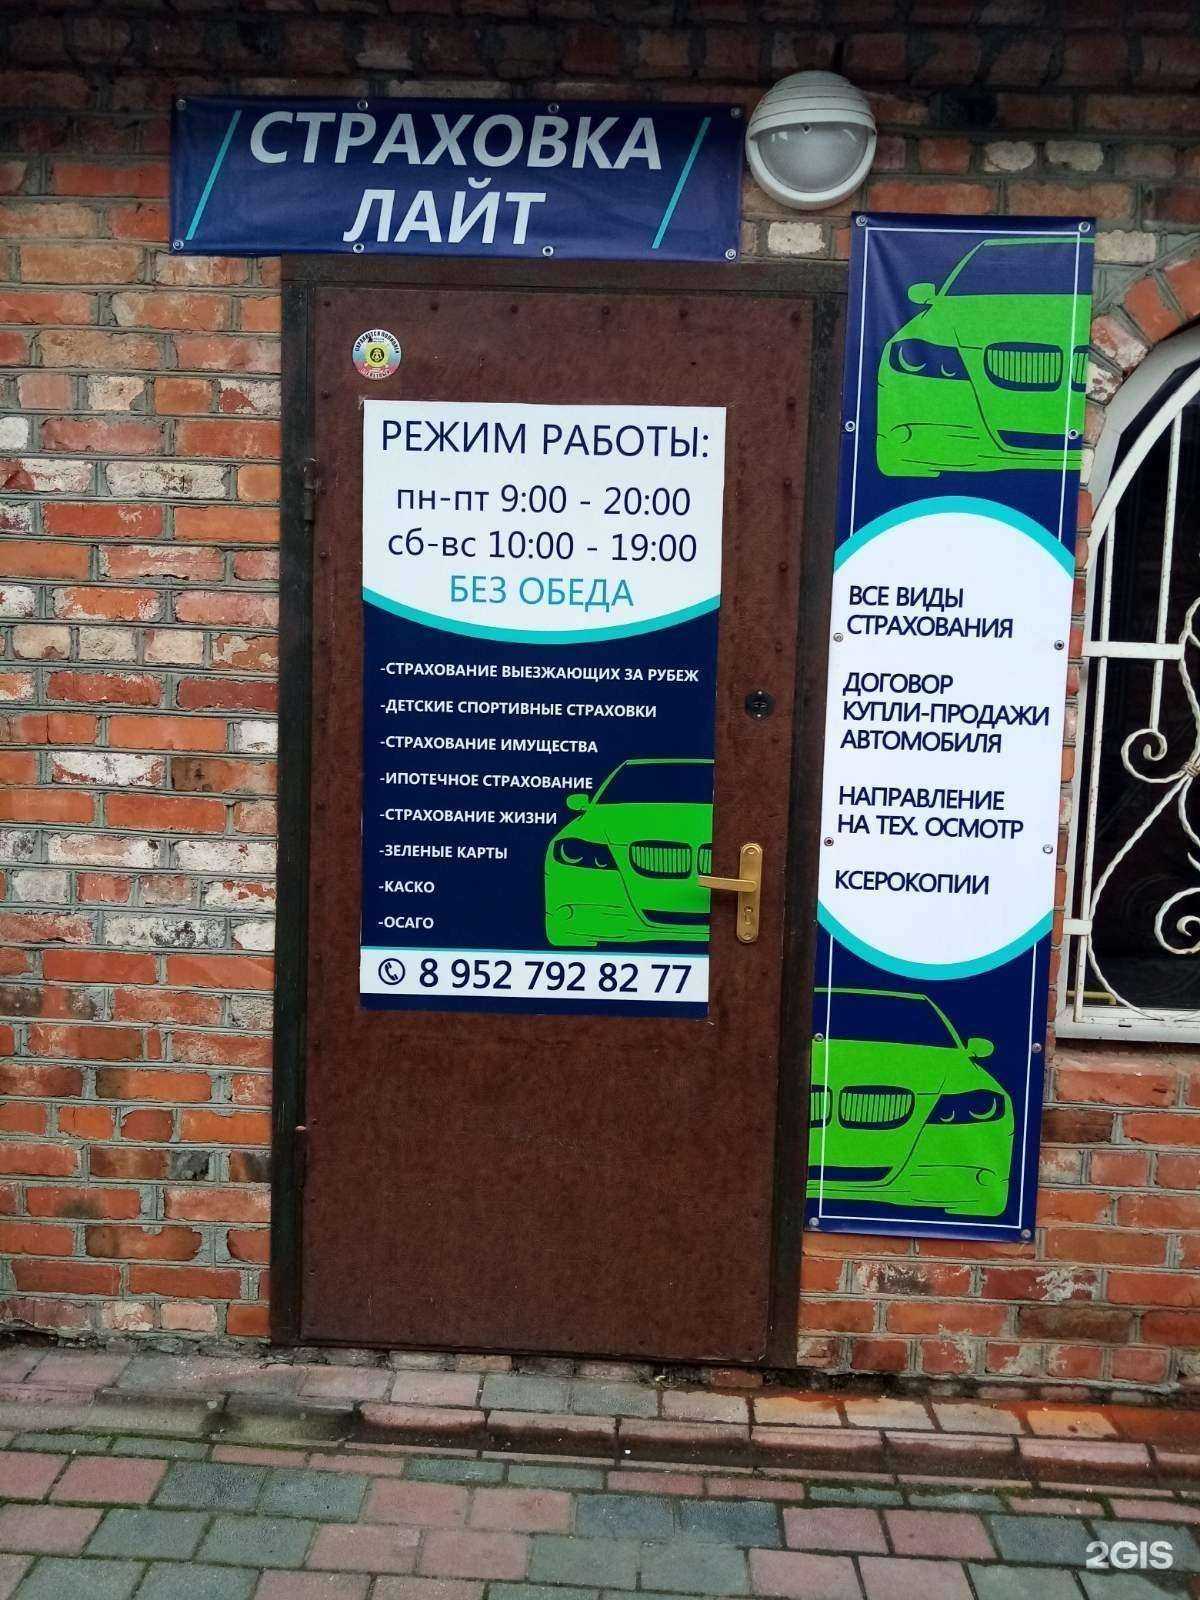 СТРАХОВКА
ЛАЙТ
РЕЖИМ РАБОТЫ:
пн-пт 9:00 - 20:00
сб-вс 10:00 - 19:00
БЕЗ ОБЕДА
-СТРАХОВАНИЕ ВЫЕЗЖАЮЩИХ ЗА РУБЕЖ
-ДЕТСКИЕ СПОРТИВНЫЕ СТРАХОВКИ
-СТРАХОВАНИЕ ИМУЩЕСТВА
-ИПОТЕЧНОЕ СТРАХОВАНИЕ
-СТРАХОВАНИЕ ЖИЗНИ
-ЗЕЛЕНЫЕ КАРТЫ
-КАСКО
-ОСАГО
8 952 792 82 77
ВСЕ ВИДЫ
СТРАХОВАНИЯ
ДОГОВОР
КУПЛИ-ПРОДАЖИ
АВТОМОБИЛЯ
НАПРАВЛЕНИЕ
НА ТЕХ. ОСМОТР
КСЕРОКОПИИ
2GIS